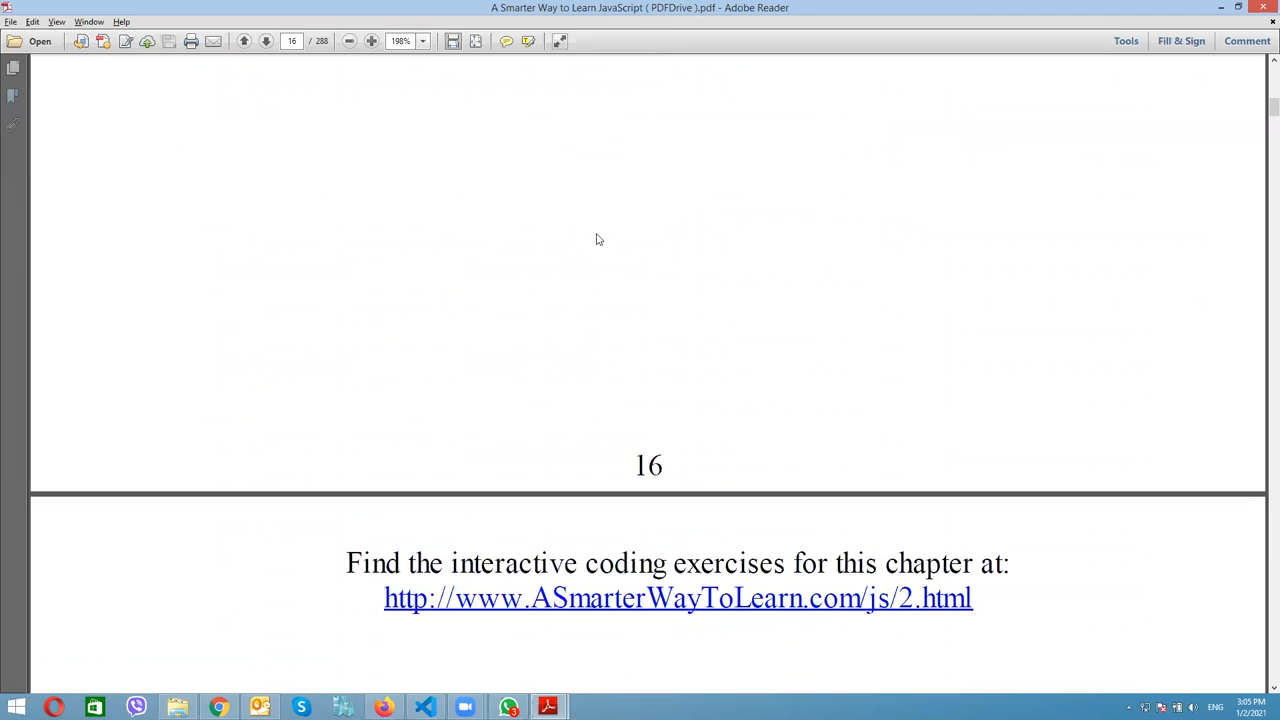 A Smarter Way to Learn JavaScript ( PDFDrive ).pdf - Adobe Reader
File Edit View Window Help
Open 16 / 288 198% Tools Fill & Sign Comment
16
Find the interactive coding exercises for this chapter at:
http://www.ASmarterWayToLearn.com/js/2.html
3
ENG
3:05 PM
1/2/2021